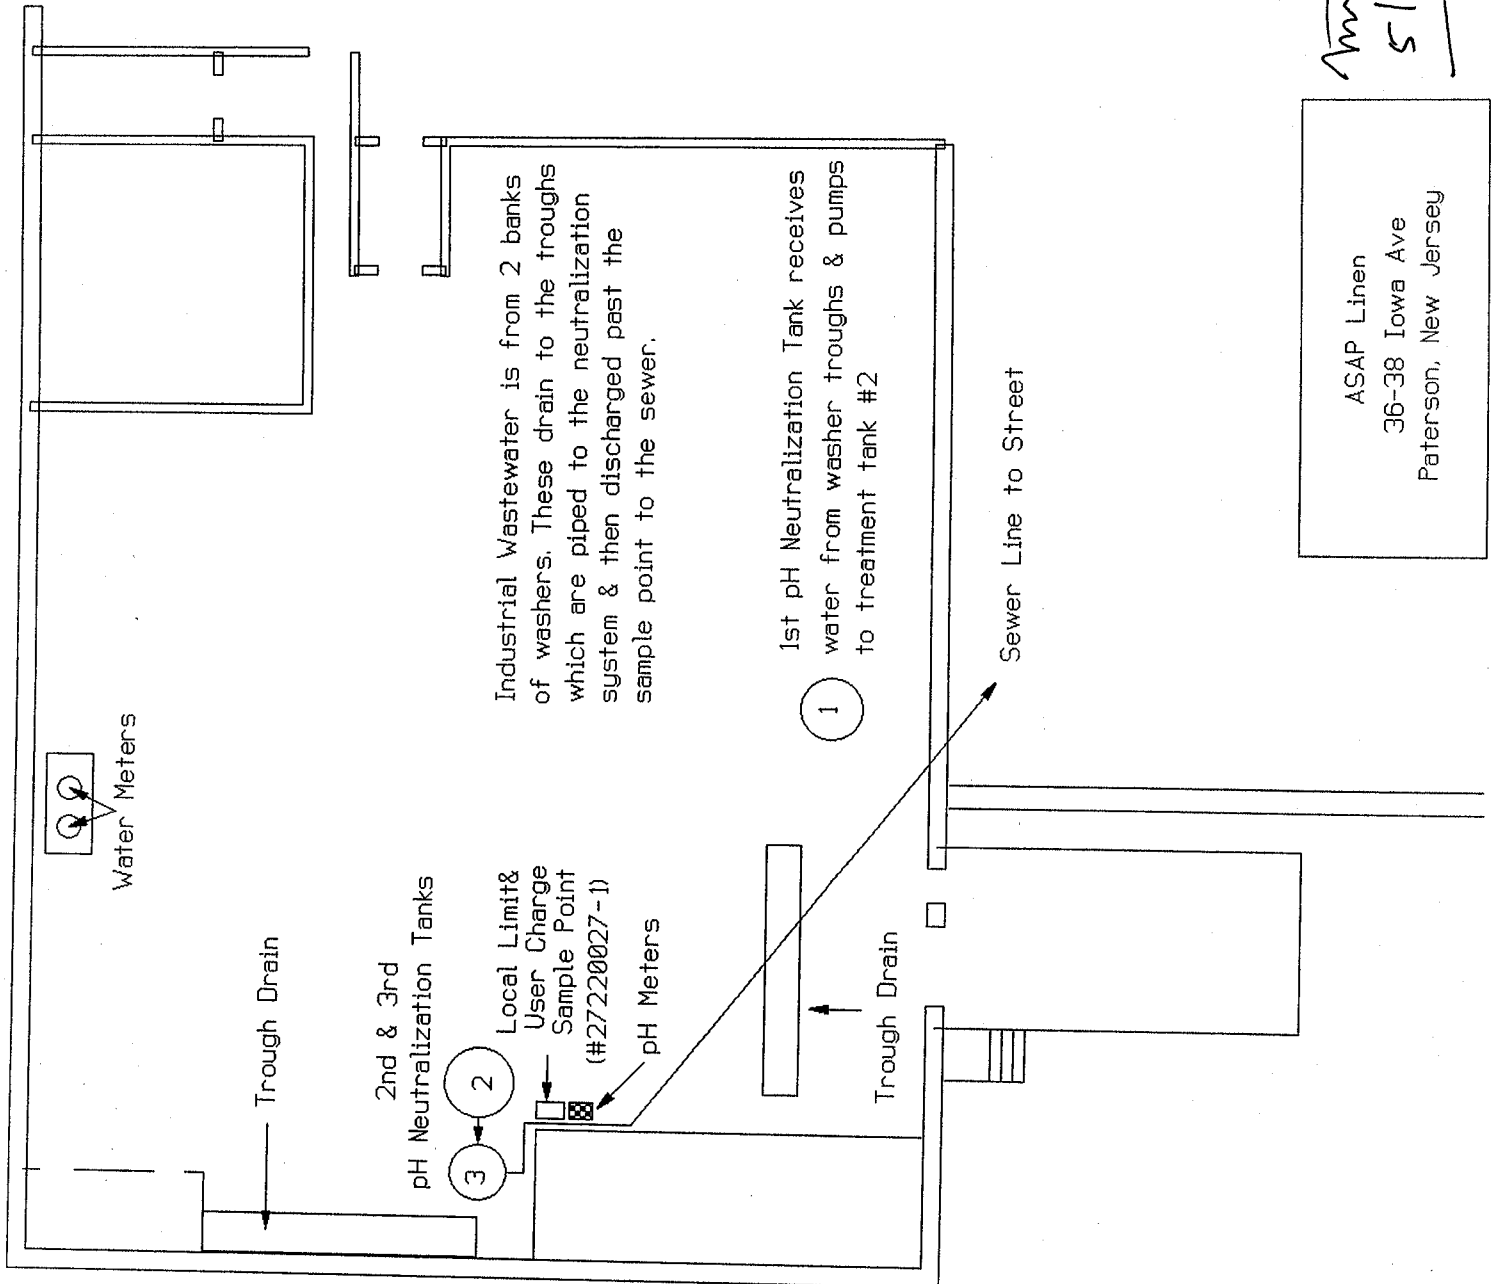 Water Meters
Trough Drain
2nd & 3rd
pH Neutralization Tanks
2
3
Local Limit&
User Charge
Sample Point
(#27220027-1)
pH Meters
Trough Drain
Industrial Wastewater is from 2 banks
of washers. These drain to the troughs
which are piped to the neutralization
system & then discharged past the
sample point to the sewer.
1st pH Neutralization Tank receives
water from washer troughs & pumps
to treatment tank #2
1
Sewer Line to Street
ASAP Linen
36-38 Iowa Ave
Paterson, New Jersey